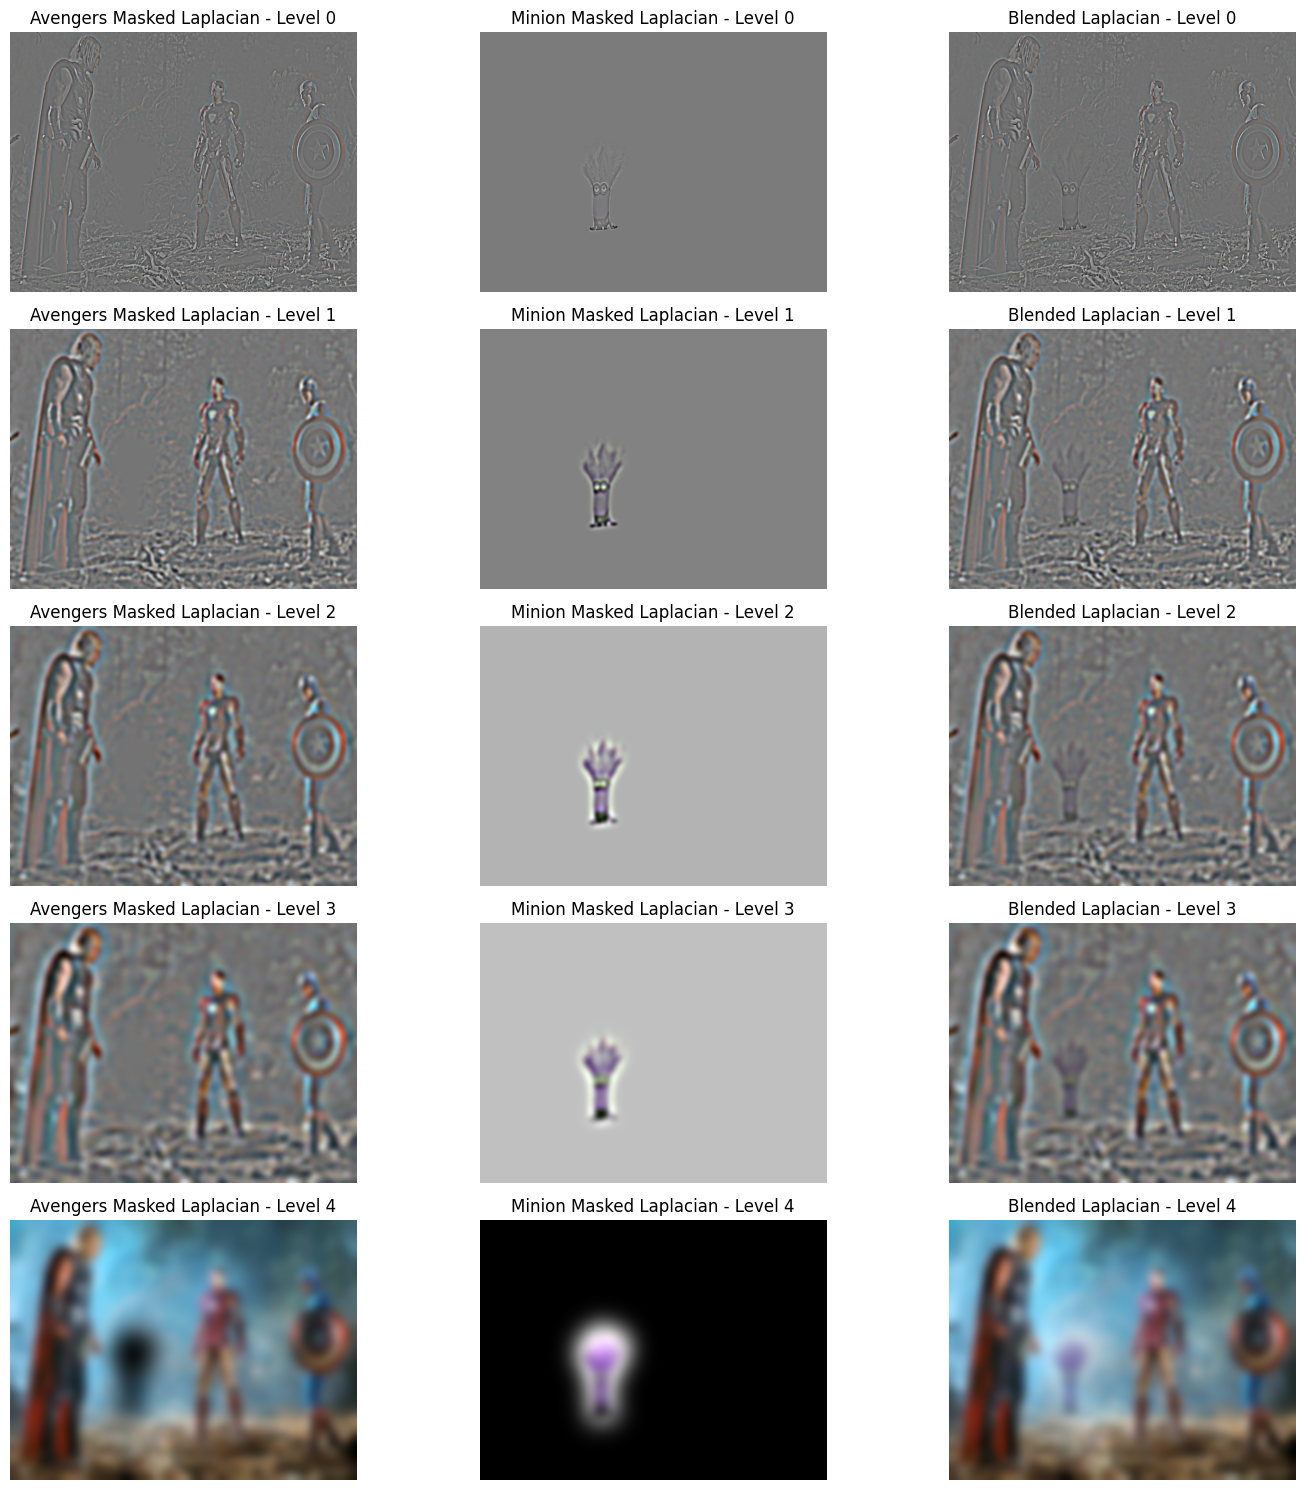 Avengers Masked Laplacian - Level 0
Minion Masked Laplacian - Level 0
Blended Laplacian - Level 0
Avengers Masked Laplacian - Level 1
Minion Masked Laplacian - Level 1
Blended Laplacian - Level 1
Avengers Masked Laplacian - Level 2
Minion Masked Laplacian - Level 2
Blended Laplacian - Level 2
Avengers Masked Laplacian - Level 3
Minion Masked Laplacian - Level 3
Blended Laplacian - Level 3
Avengers Masked Laplacian - Level 4
Minion Masked Laplacian - Level 4
Blended Laplacian - Level 4